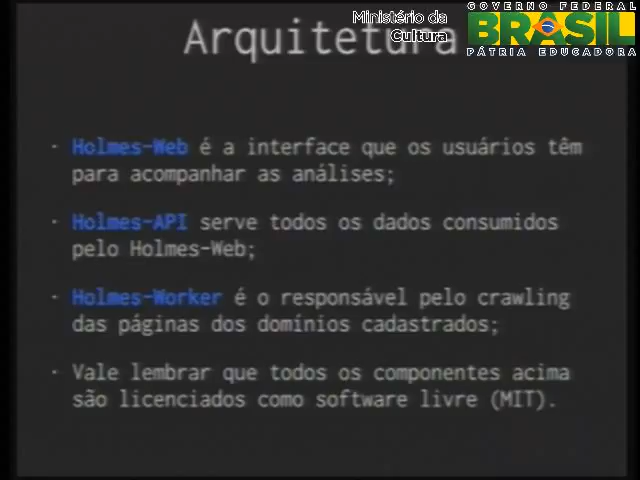 GOVERNO FEDERAL
Ministério da
Cultura
BRASIL
PÁTRIA EDUCADORA
Arquitetura
· Holmes-Web é a interface que os usuários têm
para acompanhar as análises;
· Holmes-API serve todos os dados consumidos
pelo Holmes-Web;
· Holmes-Worker é o responsável pelo crawling
das páginas dos domínios cadastrados;
· Vale lembrar que todos os componentes acima
são licenciados como software livre (MIT).